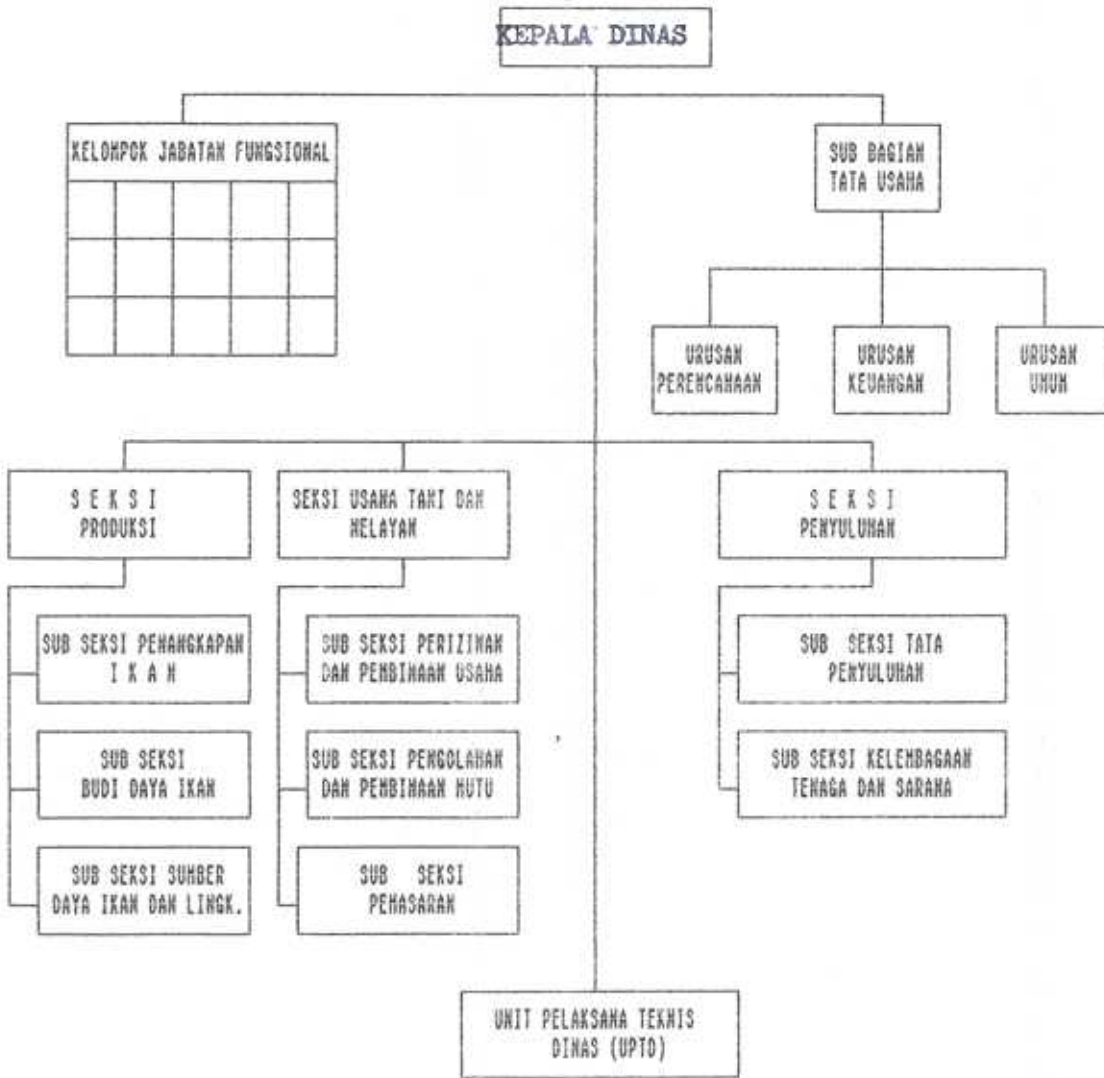 KEPALA DINAS
KELOMPOK JABATAN FUNGSIONAL
SUB BAGIAN
TATA USAHA
URUSAN
PERENCANAAN
URUSAN
KEUANGAN
URUSAN
UMUM
S E K S I
PRODUKSI
SEKSI USAHA TANI DAN
NELAYAN
S E K S I
PENYULUHAN
SUB SEKSI PENANGKAPAN
I K A N
SUB SEKSI PERIZINAN
DAN PEMBINAAN USAHA
SUB SEKSI TATA
PENYULUHAN
SUB SEKSI
BUDI DAYA IKAN
SUB SEKSI PENGOLAHAN
DAN PEMBINAAN MUTU
SUB SEKSI KELEMBAGAAN
TENAGA DAN SARANA
SUB SEKSI SUMBER
DAYA IKAN DAN LINGK.
SUB SEKSI
PEMASARAN
UNIT PELAKSANA TEKNIS
DINAS (UPTD)